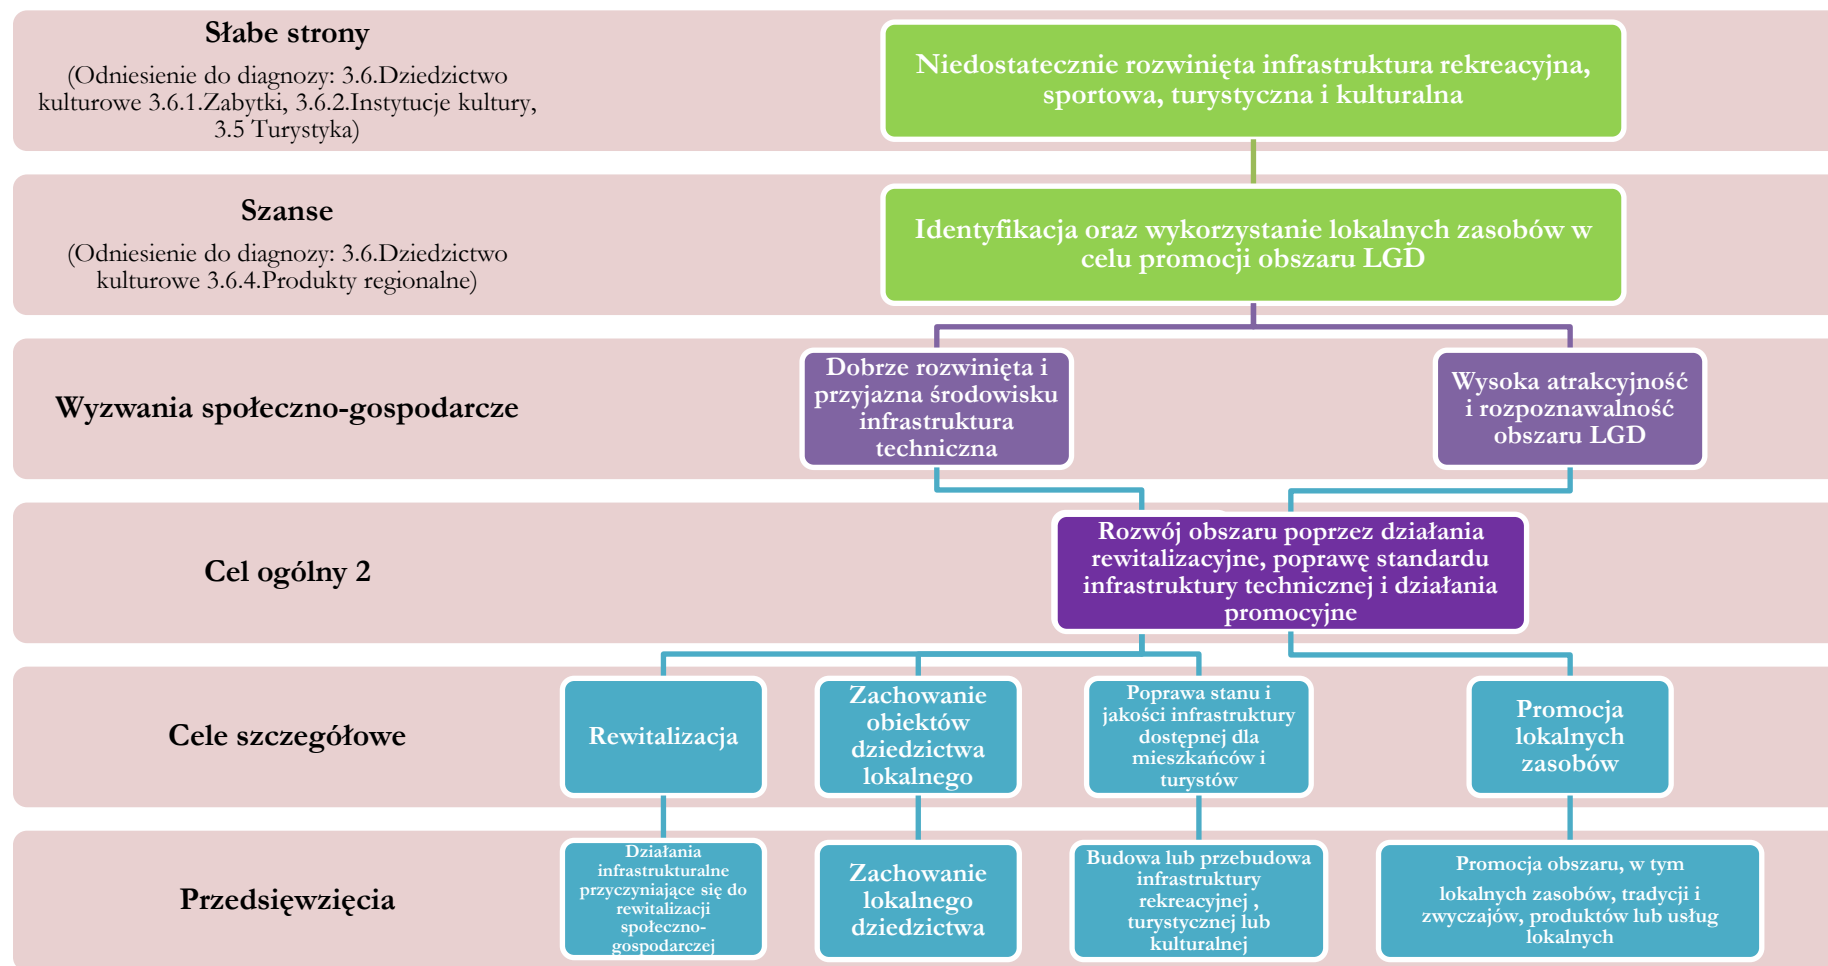 Słabe strony
(Odniesienie do diagnozy: 3.6.Dziedzictwo
kulturowe 3.6.1.Zabytki, 3.6.2.Instytucje kultury,
3.5 Turystyka)
Niedostatecznie rozwinięta infrastruktura rekreacyjna,
sportowa, turystyczna i kulturalna
Szanse
(Odniesienie do diagnozy: 3.6.Dziedzictwo
kulturowe 3.6.4.Produkty regionalne)
Identyfikacja oraz wykorzystanie lokalnych zasobów w
celu promocji obszaru LGD
Wyzwania społeczno-gospodarcze
Dobrze rozwinięta i
przyjazna środowisku
infrastruktura
techniczna
Wysoka atrakcyjność
i rozpoznawalność
obszaru LGD
Cel ogólny 2
Rozwój obszaru poprzez działania
rewitalizacyjne, poprawę standardu
infrastruktury technicznej i działania
promocyjne
Cele szczegółowe
Rewitalizacja
Zachowanie
obiektów
dziedzictwa
lokalnego
Poprawa stanu i
jakości infrastruktury
dostępnej dla
mieszkańców i
turystów
Promocja
lokalnych
zasobów
Przedsięwzięcia
Działania
infrastrukturalne
przyczyniające się do
rewitalizacji
społeczno-
gospodarczej
Zachowanie
lokalnego
dziedzictwa
Budowa lub przebudowa
infrastruktury
rekreacyjnej ,
turystycznej lub
kulturalnej
Promocja obszaru, w tym
lokalnych zasobów, tradycji i
zwyczajów, produktów lub usług
lokalnych